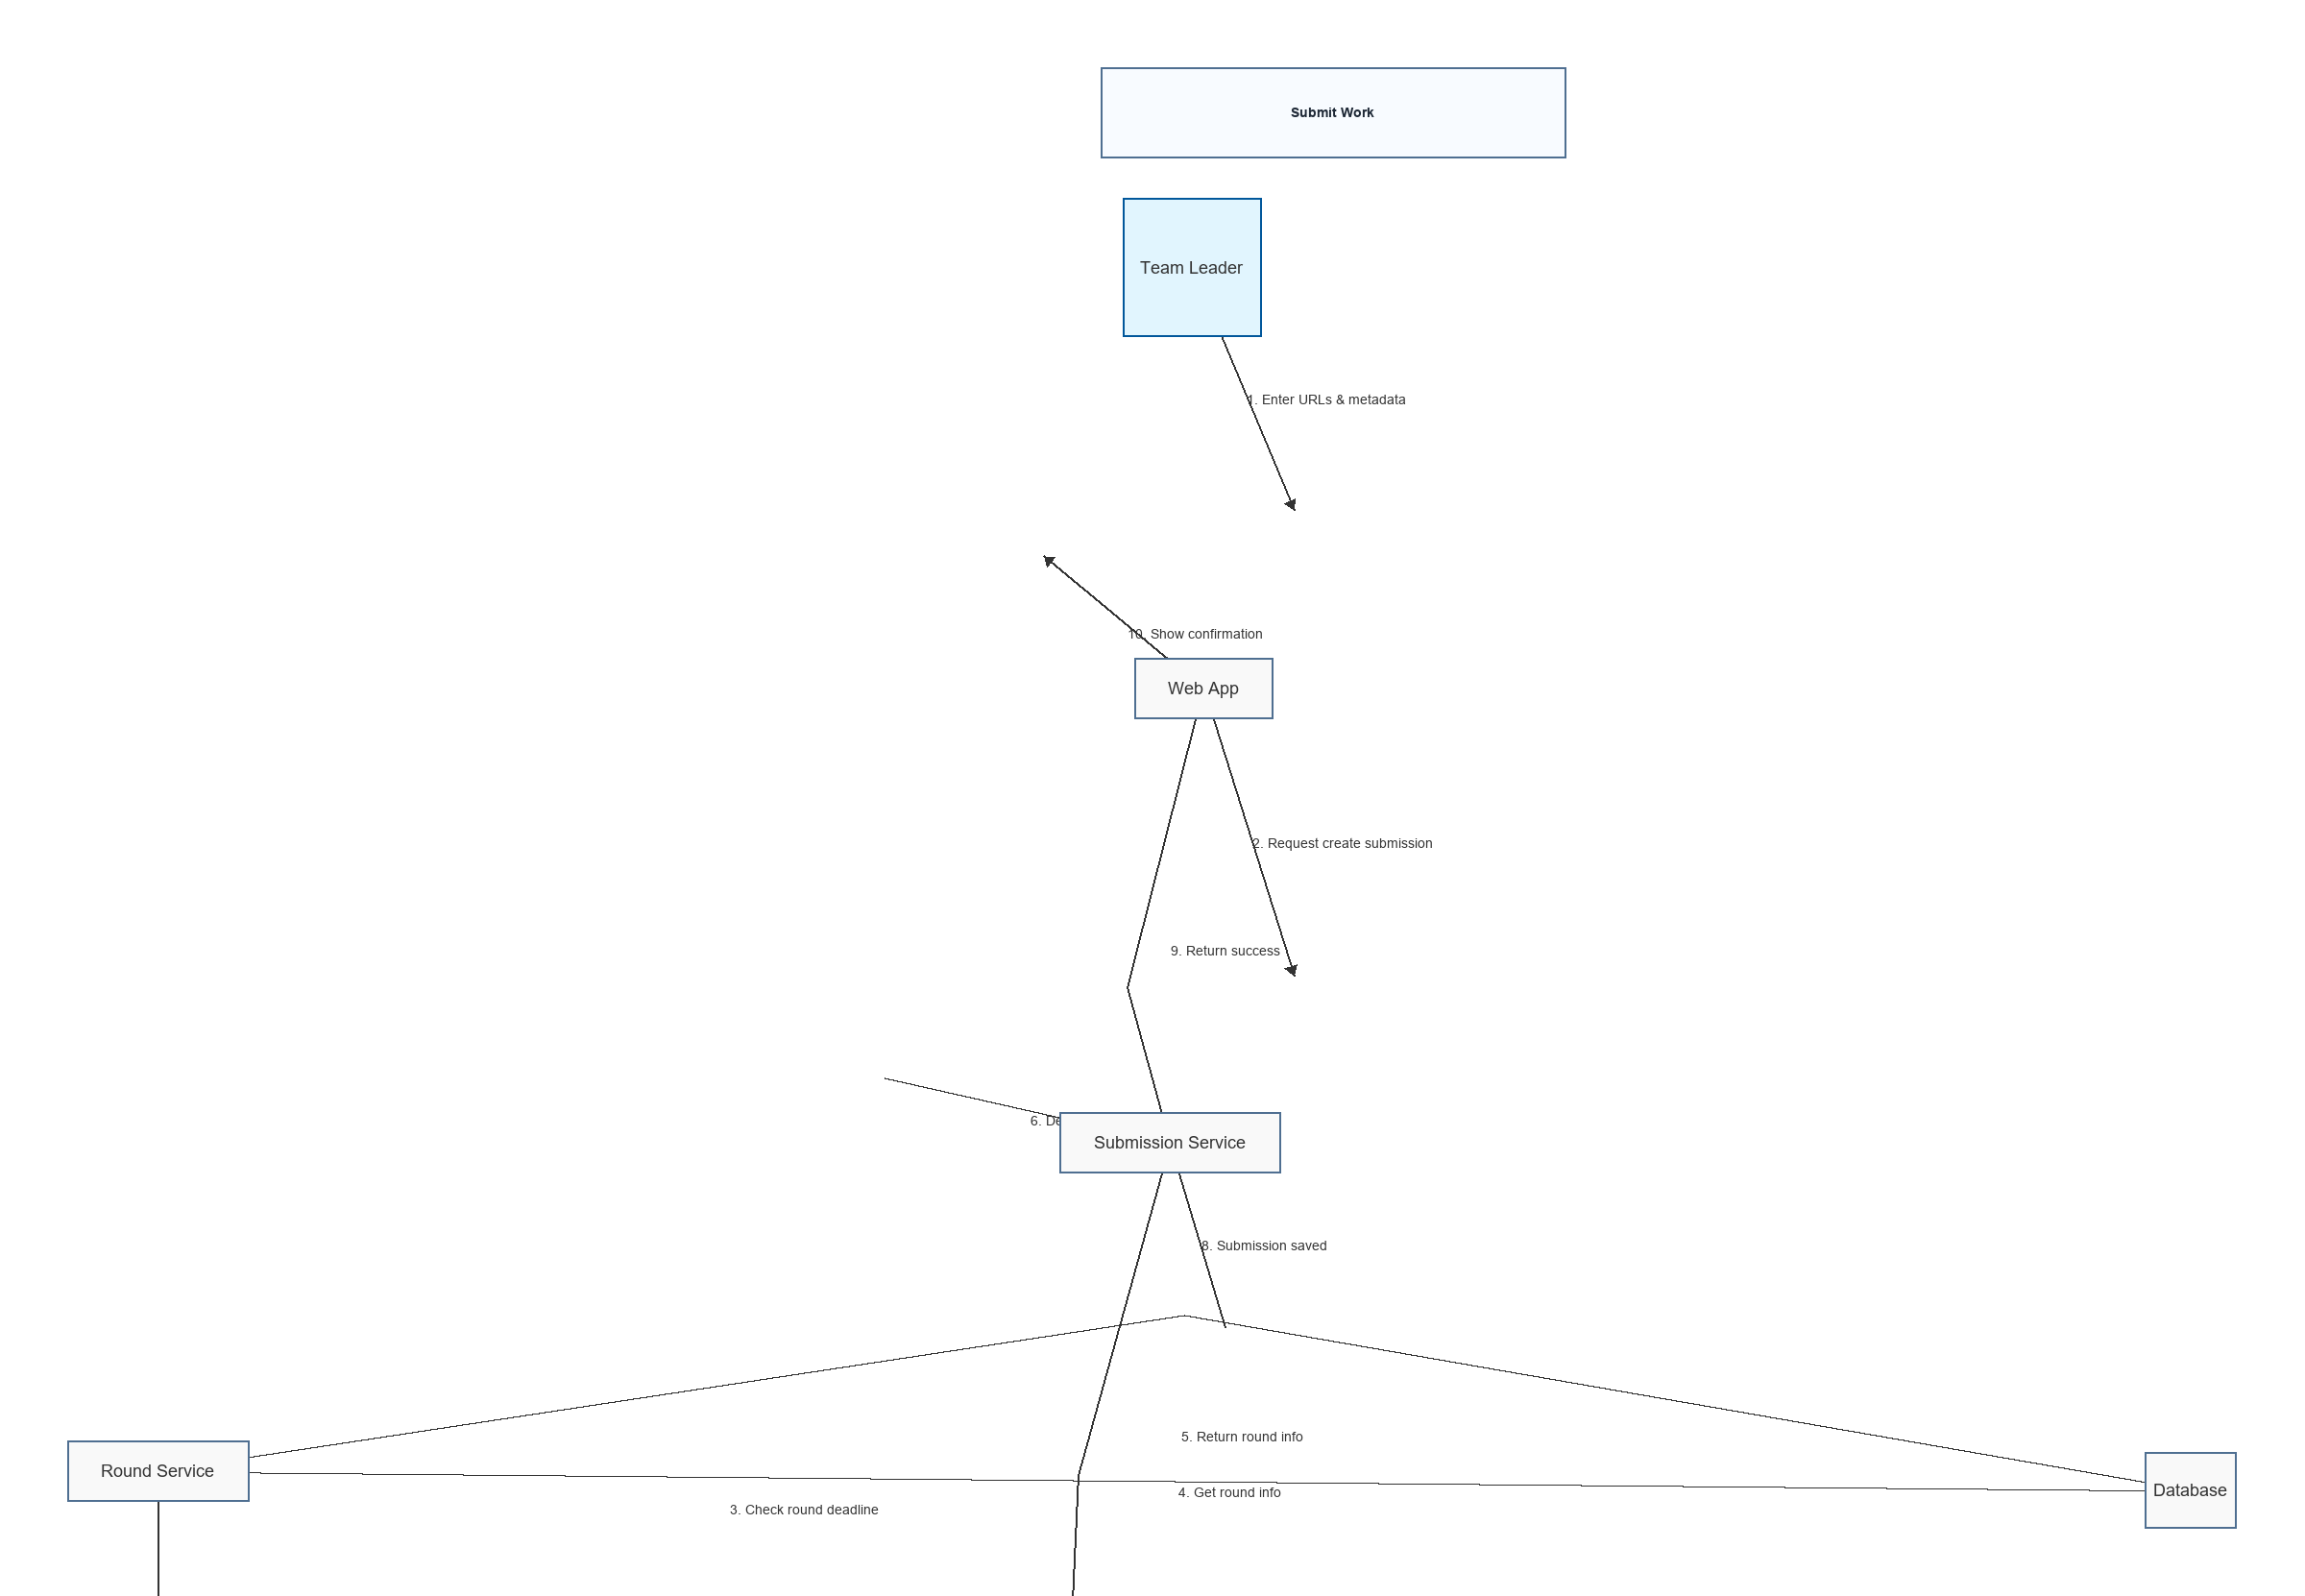 Submit Work
Team Leader
1. Enter URLs & metadata
10. Show confirmation
Web App
2. Request create submission
9. Return success
6. De
Submission Service
8. Submission saved
5. Return round info
Round Service
4. Get round info
Database
3. Check round deadline